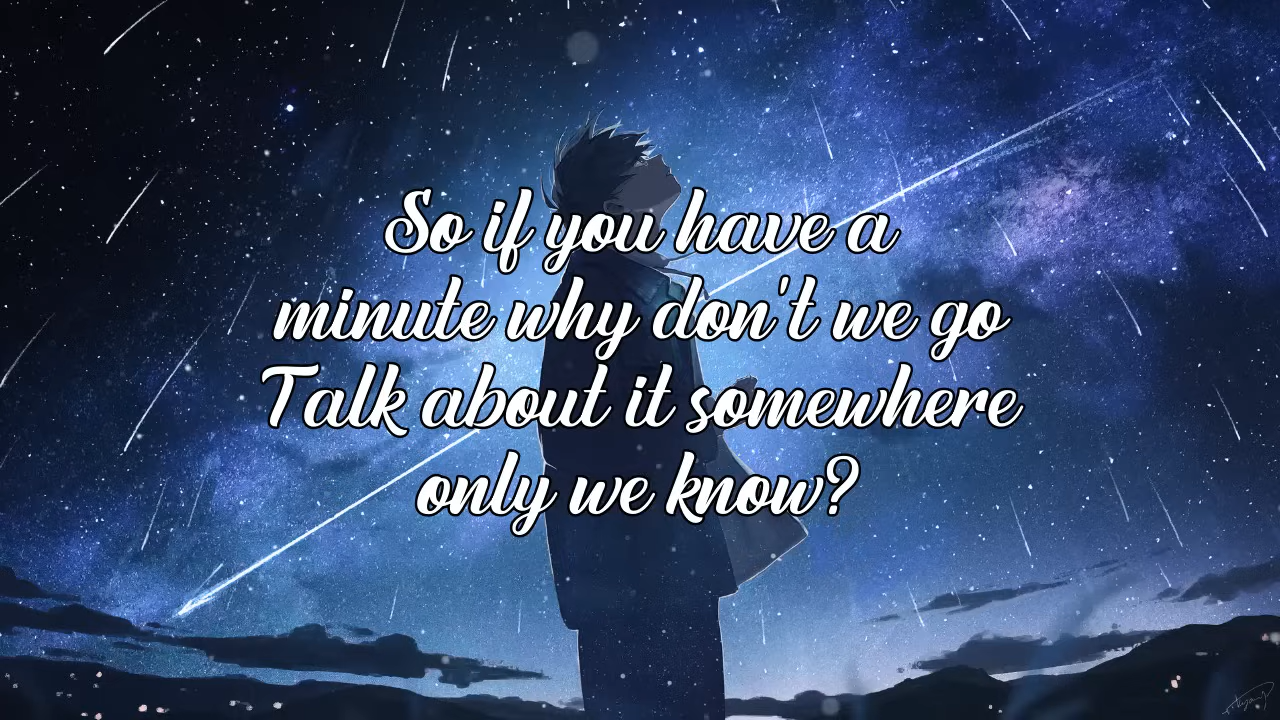 So if you have a
minute why don't we go
Talk about it somewhere
only we know?